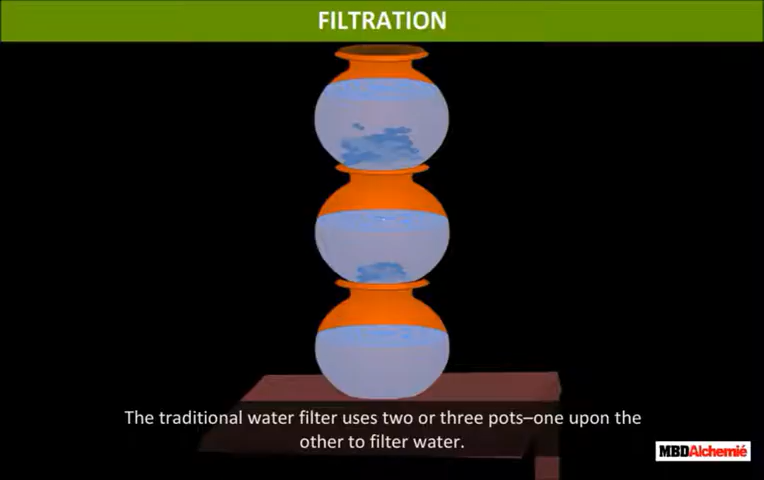 FILTRATION
The traditional water filter uses two or three pots–one upon the
other to filter water.
MBDAlchemié